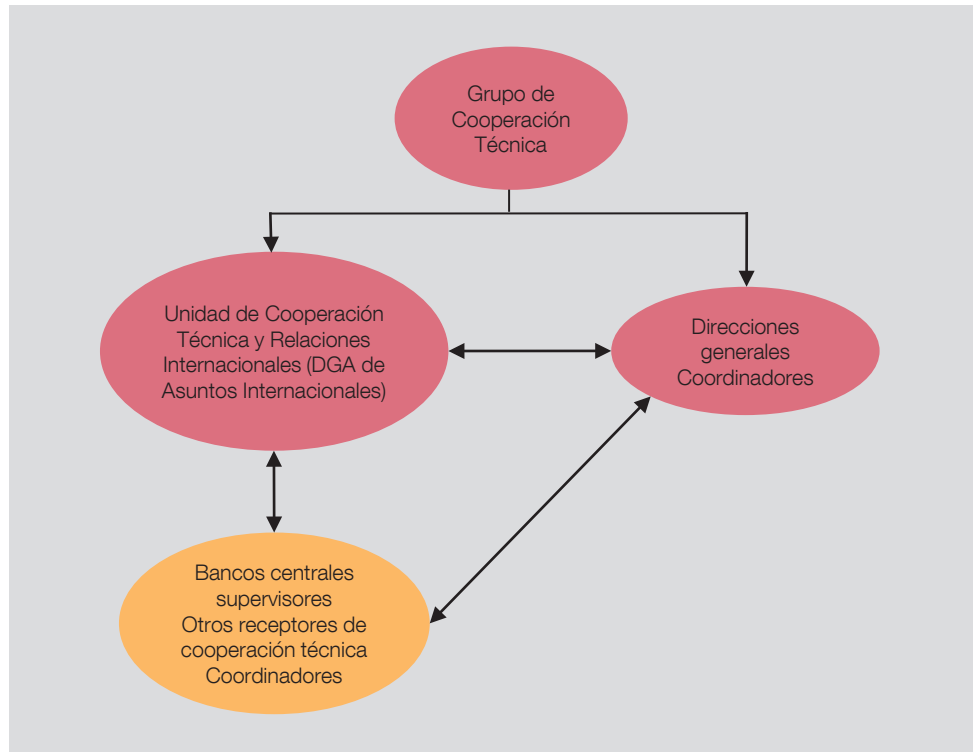 Grupo de
Cooperación
Técnica
Unidad de Cooperación
Técnica y Relaciones
Internacionales (DGA de
Asuntos Internacionales)
Direcciones
generales
Coordinadores
Bancos centrales
supervisores
Otros receptores de
cooperación técnica
Coordinadores